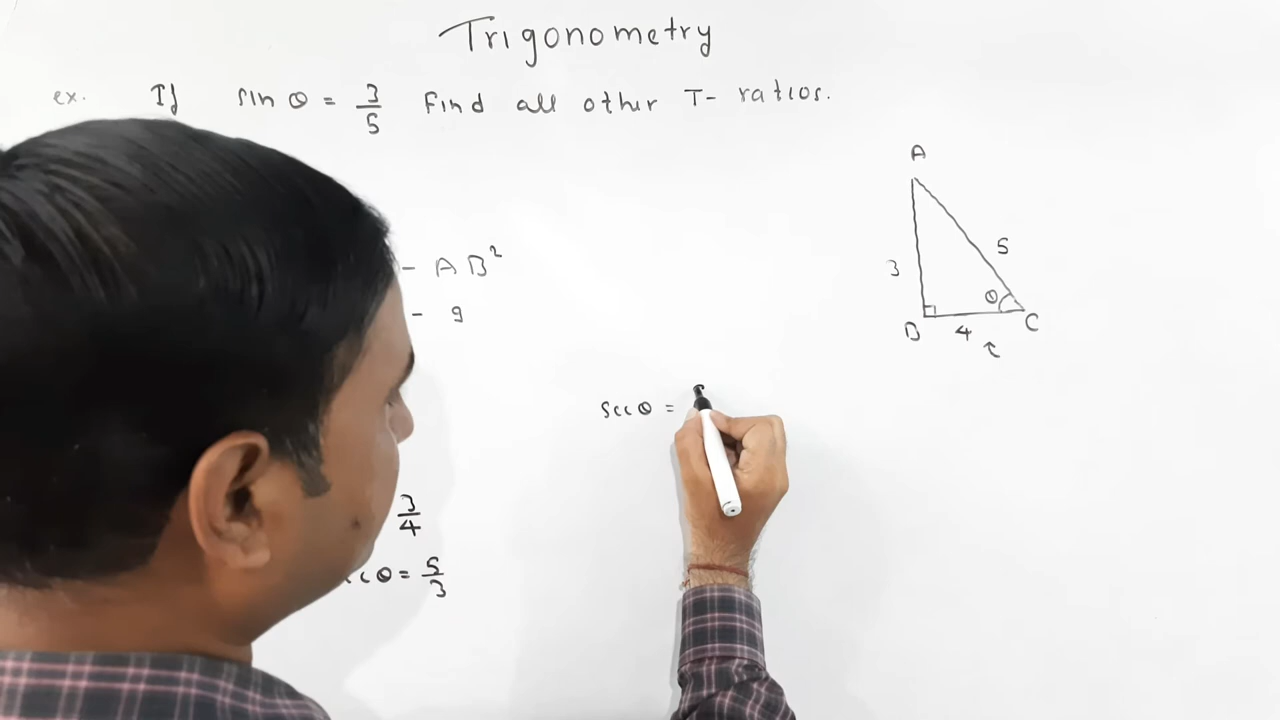 Trigonometry
ex. If sin θ = 3/5 Find all other T- ratios.
A
- AB²
3
5
- 9
θ
B
4
C
sec θ =
3/4
θ = 5/3